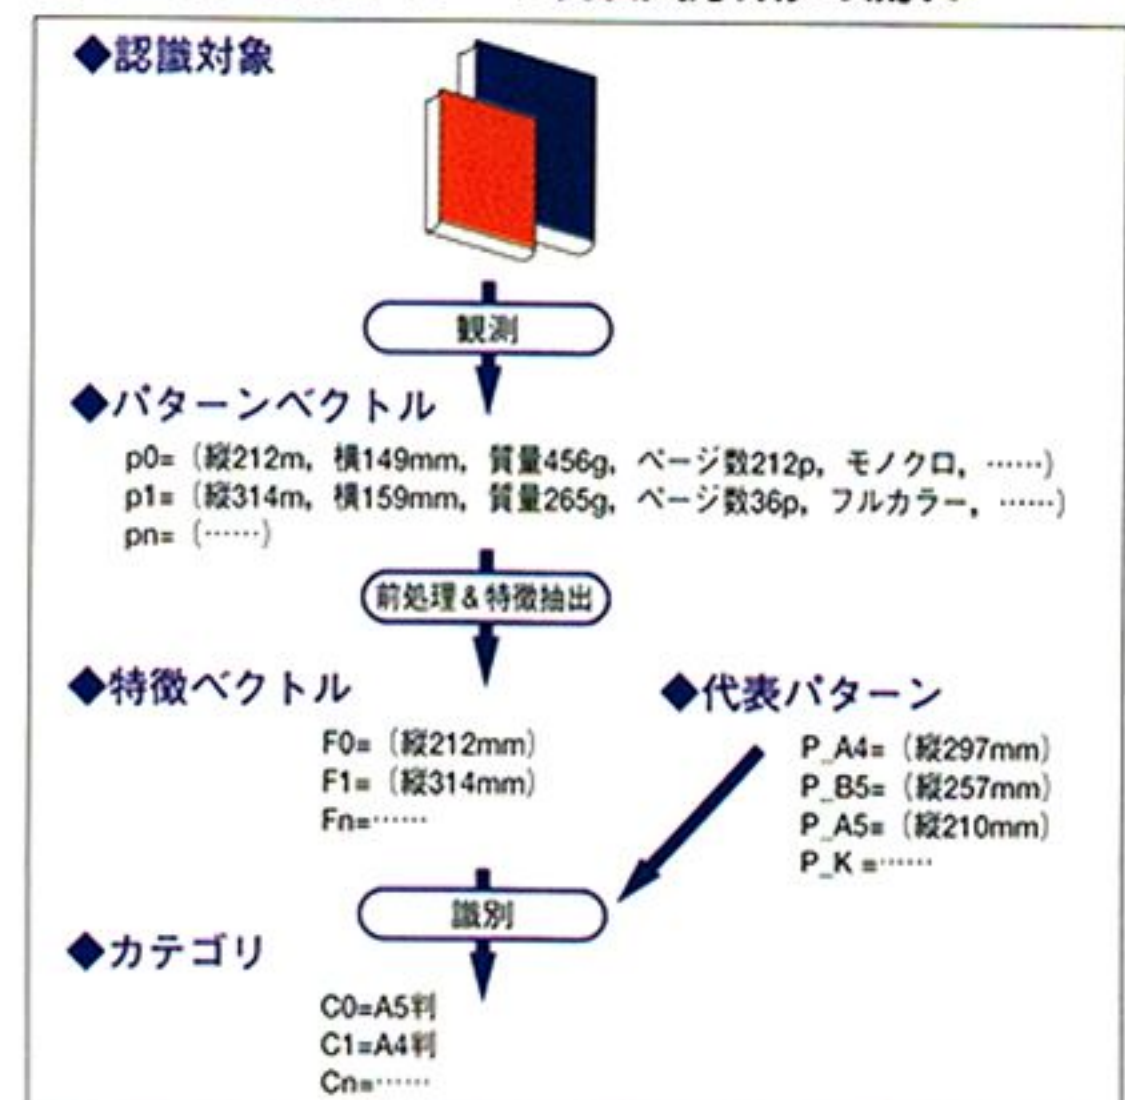 ◆認識対象
観測
◆パターンベクトル
p0=（縦212m，横149mm，質量456g，ページ数212p，モノクロ，……）
p1=（縦314m，横159mm，質量265g，ページ数36p，フルカラー，……）
pn=（……）
前処理＆特徴抽出
◆特徴ベクトル
F0=（縦212mm）
F1=（縦314mm）
Fn=……
◆代表パターン
P_A4=（縦297mm）
P_B5=（縦257mm）
P_A5=（縦210mm）
P_K =……
識別
◆カテゴリ
C0=A5判
C1=A4判
Cn=……